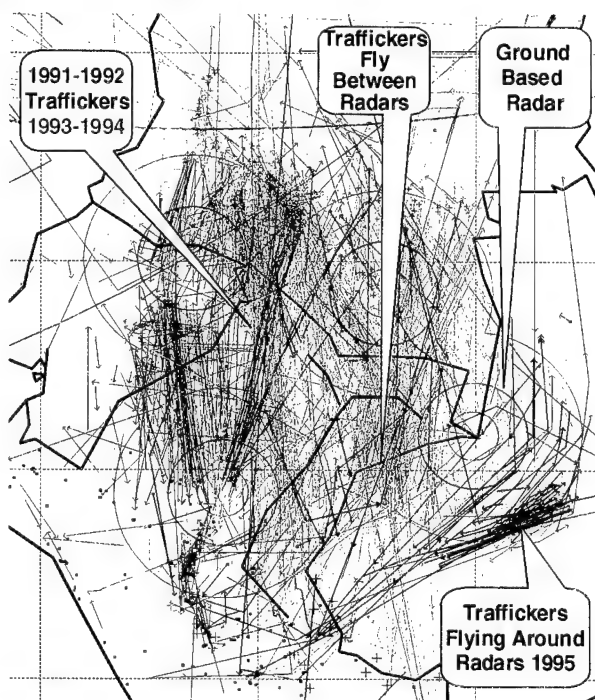 1991-1992
Traffickers
1993-1994
Traffickers
Fly
Between
Radars
Ground
Based
Radar
Traffickers
Flying Around
Radars 1995